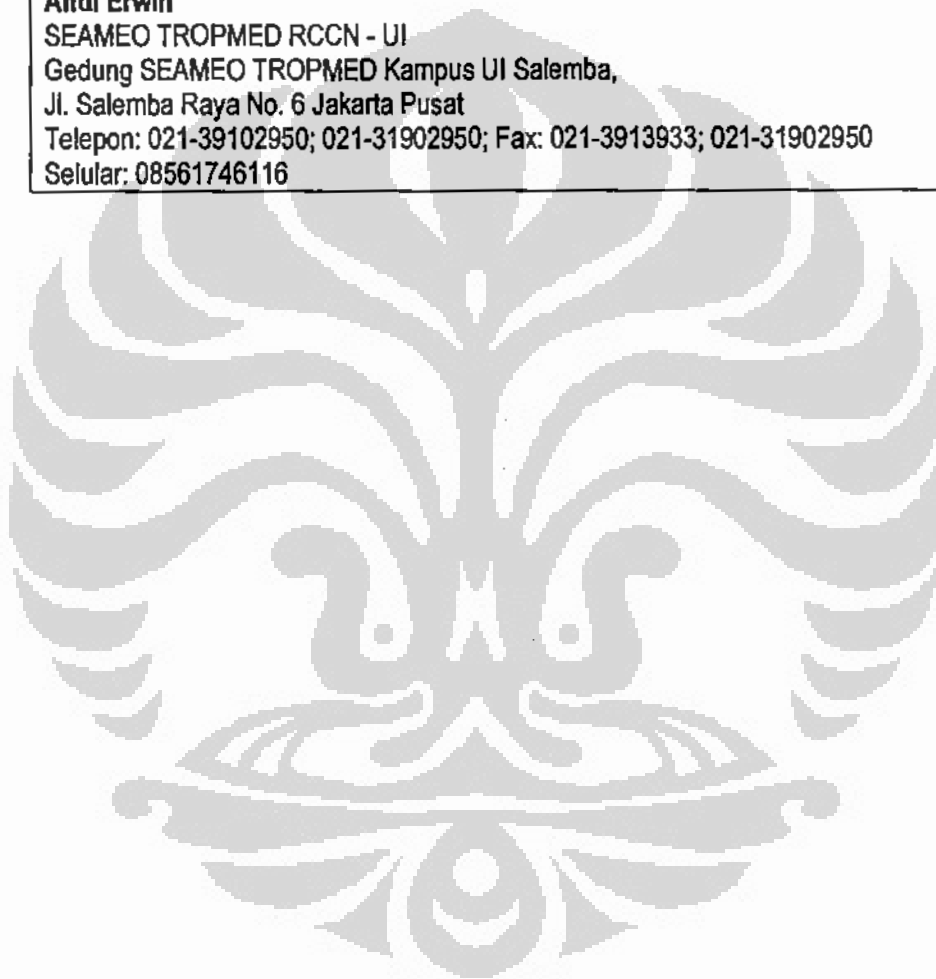 Erwin
SEAMEO TROPMED RCCN - UI
Gedung SEAMEO TROPMED Kampus UI Salemba,
Jl. Salemba Raya No. 6 Jakarta Pusat
Telepon: 021-39102950; 021-31902950; Fax: 021-3913933; 021-31902950
Selular: 08561746116